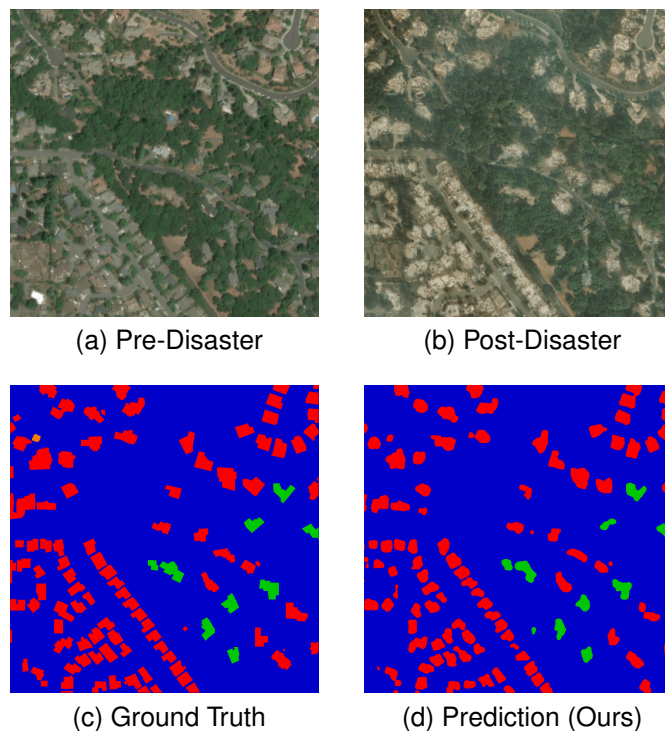 (a) Pre-Disaster
(b) Post-Disaster
(c) Ground Truth
(d) Prediction (Ours)